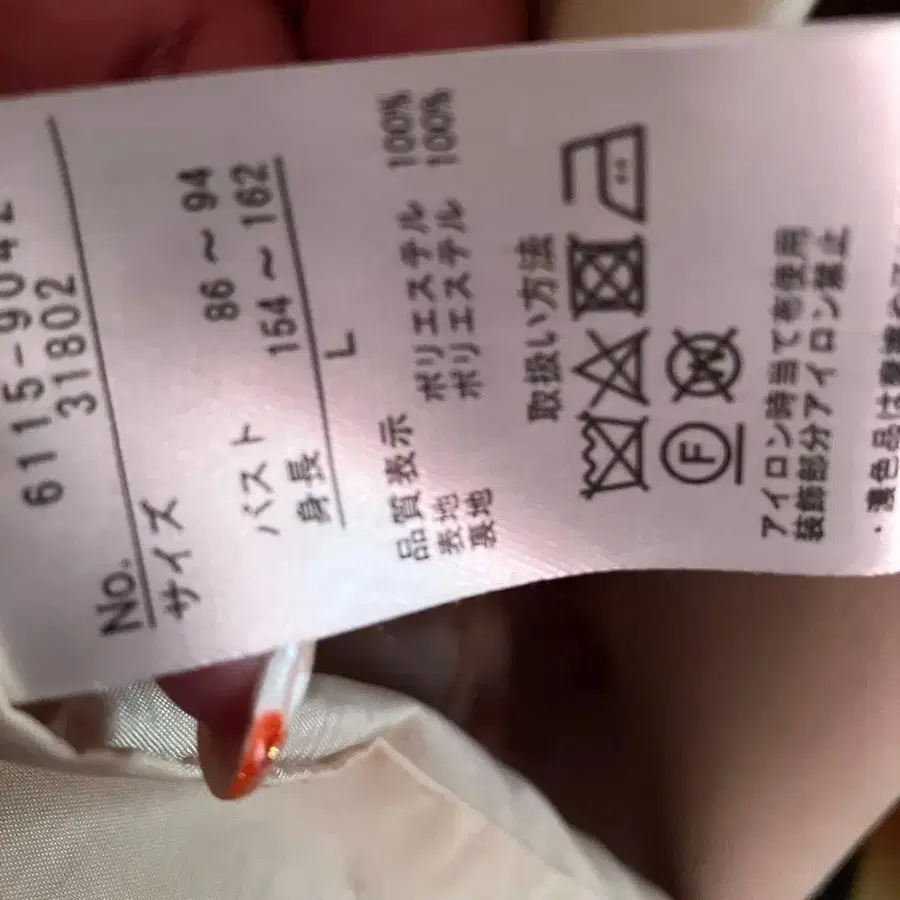 No. 6115-9042
31802
サイズ
バスト 86～94
身長 154～162
L
品質表示
表地 ポリエステル 100%
裏地 ポリエステル 100%
取扱い方法
F W
アイロン時当て布使用
装飾部分アイロン禁止